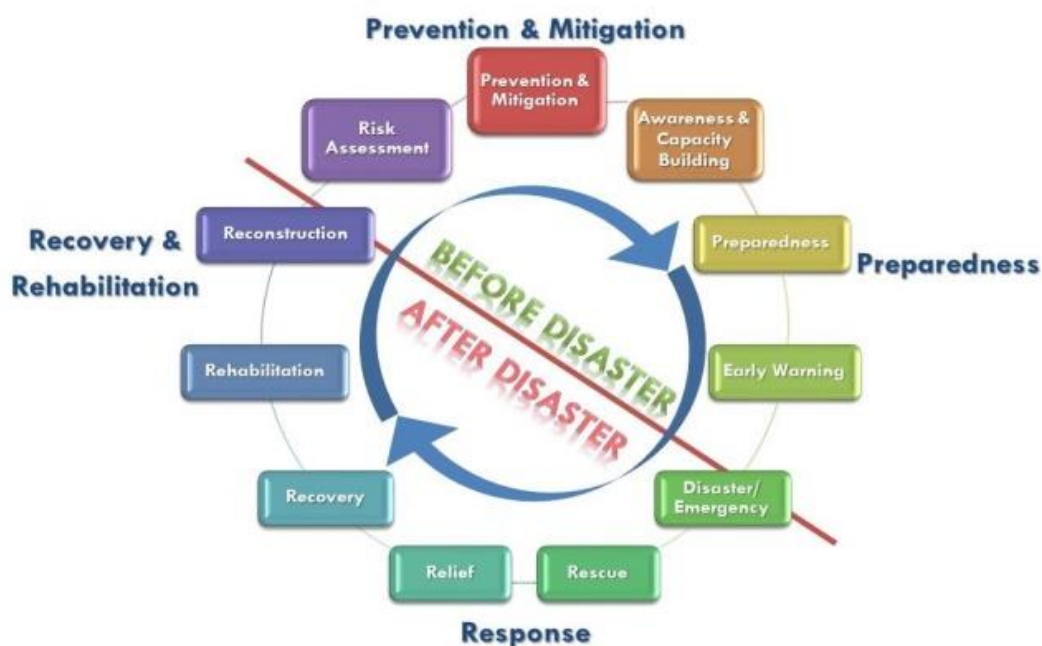 Prevention & Mitigation
Prevention &
Mitigation
Risk
Assessment
Awareness &
Capacity
Building
Reconstruction
Preparedness
Recovery &
Rehabilitation
Preparedness
BEFORE DISASTER
AFTER DISASTER
Rehabilitation
Early Warning
Recovery
Disaster/
Emergency
Relief
Rescue
Response